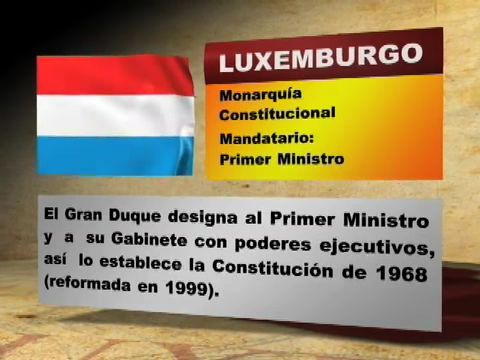 LUXEMBURGO
Monarquía
Constitucional
Mandatario:
Primer Ministro
El Gran Duque designa al Primer Ministro
y a su Gabinete con poderes ejecutivos,
así lo establece la Constitución de 1968
(reformada en 1999).